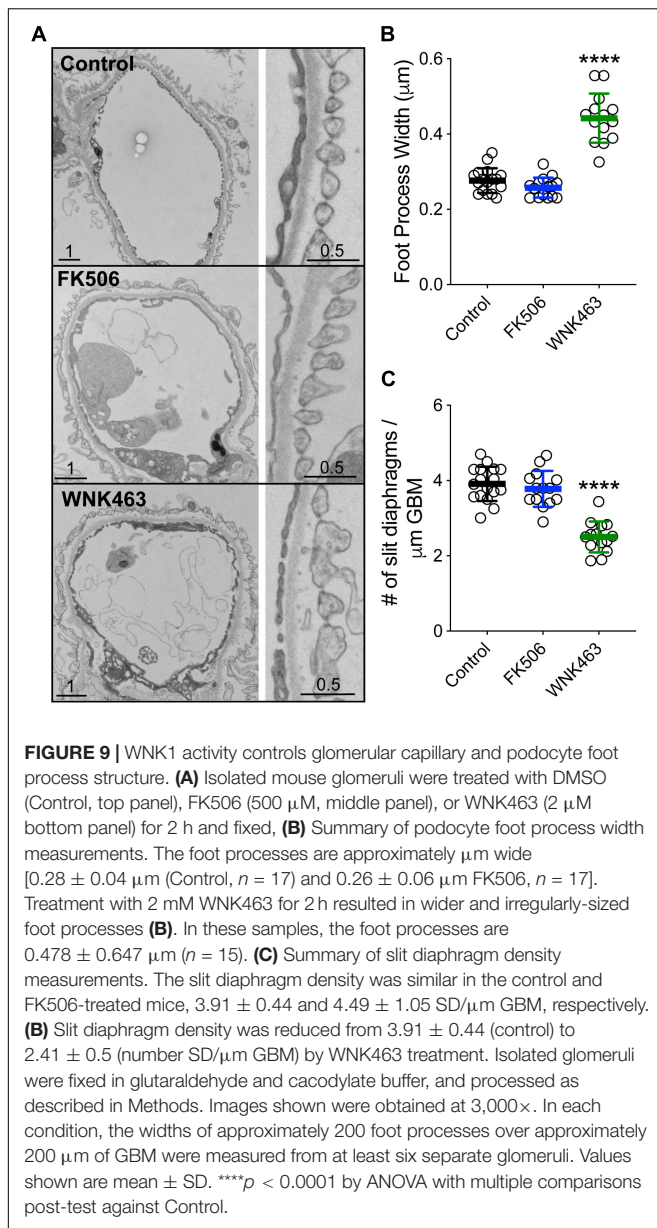 A
Control
1
0.5
FK506
1
0.5
WNK463
1
0.5
B
Foot Process Width (μm)
0.6
0.4
0.2
0.0
****
Control
FK506
WNK463
C
# of slit diaphragms /
μm GBM
6
4
2
0
****
Control
FK506
WNK463
FIGURE 9 | WNK1 activity controls glomerular capillary and podocyte foot
process structure. (A) Isolated mouse glomeruli were treated with DMSO
(Control, top panel), FK506 (500 μM, middle panel), or WNK463 (2 μM
bottom panel) for 2 h and fixed, (B) Summary of podocyte foot process width
measurements. The foot processes are approximately μm wide
[0.28 ± 0.04 μm (Control, n = 17) and 0.26 ± 0.06 μm FK506, n = 17].
Treatment with 2 mM WNK463 for 2 h resulted in wider and irregularly-sized
foot processes (B). In these samples, the foot processes are
0.478 ± 0.647 μm (n = 15). (C) Summary of slit diaphragm density
measurements. The slit diaphragm density was similar in the control and
FK506-treated mice, 3.91 ± 0.44 and 4.49 ± 1.05 SD/μm GBM, respectively.
(B) Slit diaphragm density was reduced from 3.91 ± 0.44 (control) to
2.41 ± 0.5 (number SD/μm GBM) by WNK463 treatment. Isolated glomeruli
were fixed in glutaraldehyde and cacodylate buffer, and processed as
described in Methods. Images shown were obtained at 3,000×. In each
condition, the widths of approximately 200 foot processes over approximately
200 μm of GBM were measured from at least six separate glomeruli. Values
shown are mean ± SD. ****p < 0.0001 by ANOVA with multiple comparisons
post-test against Control.